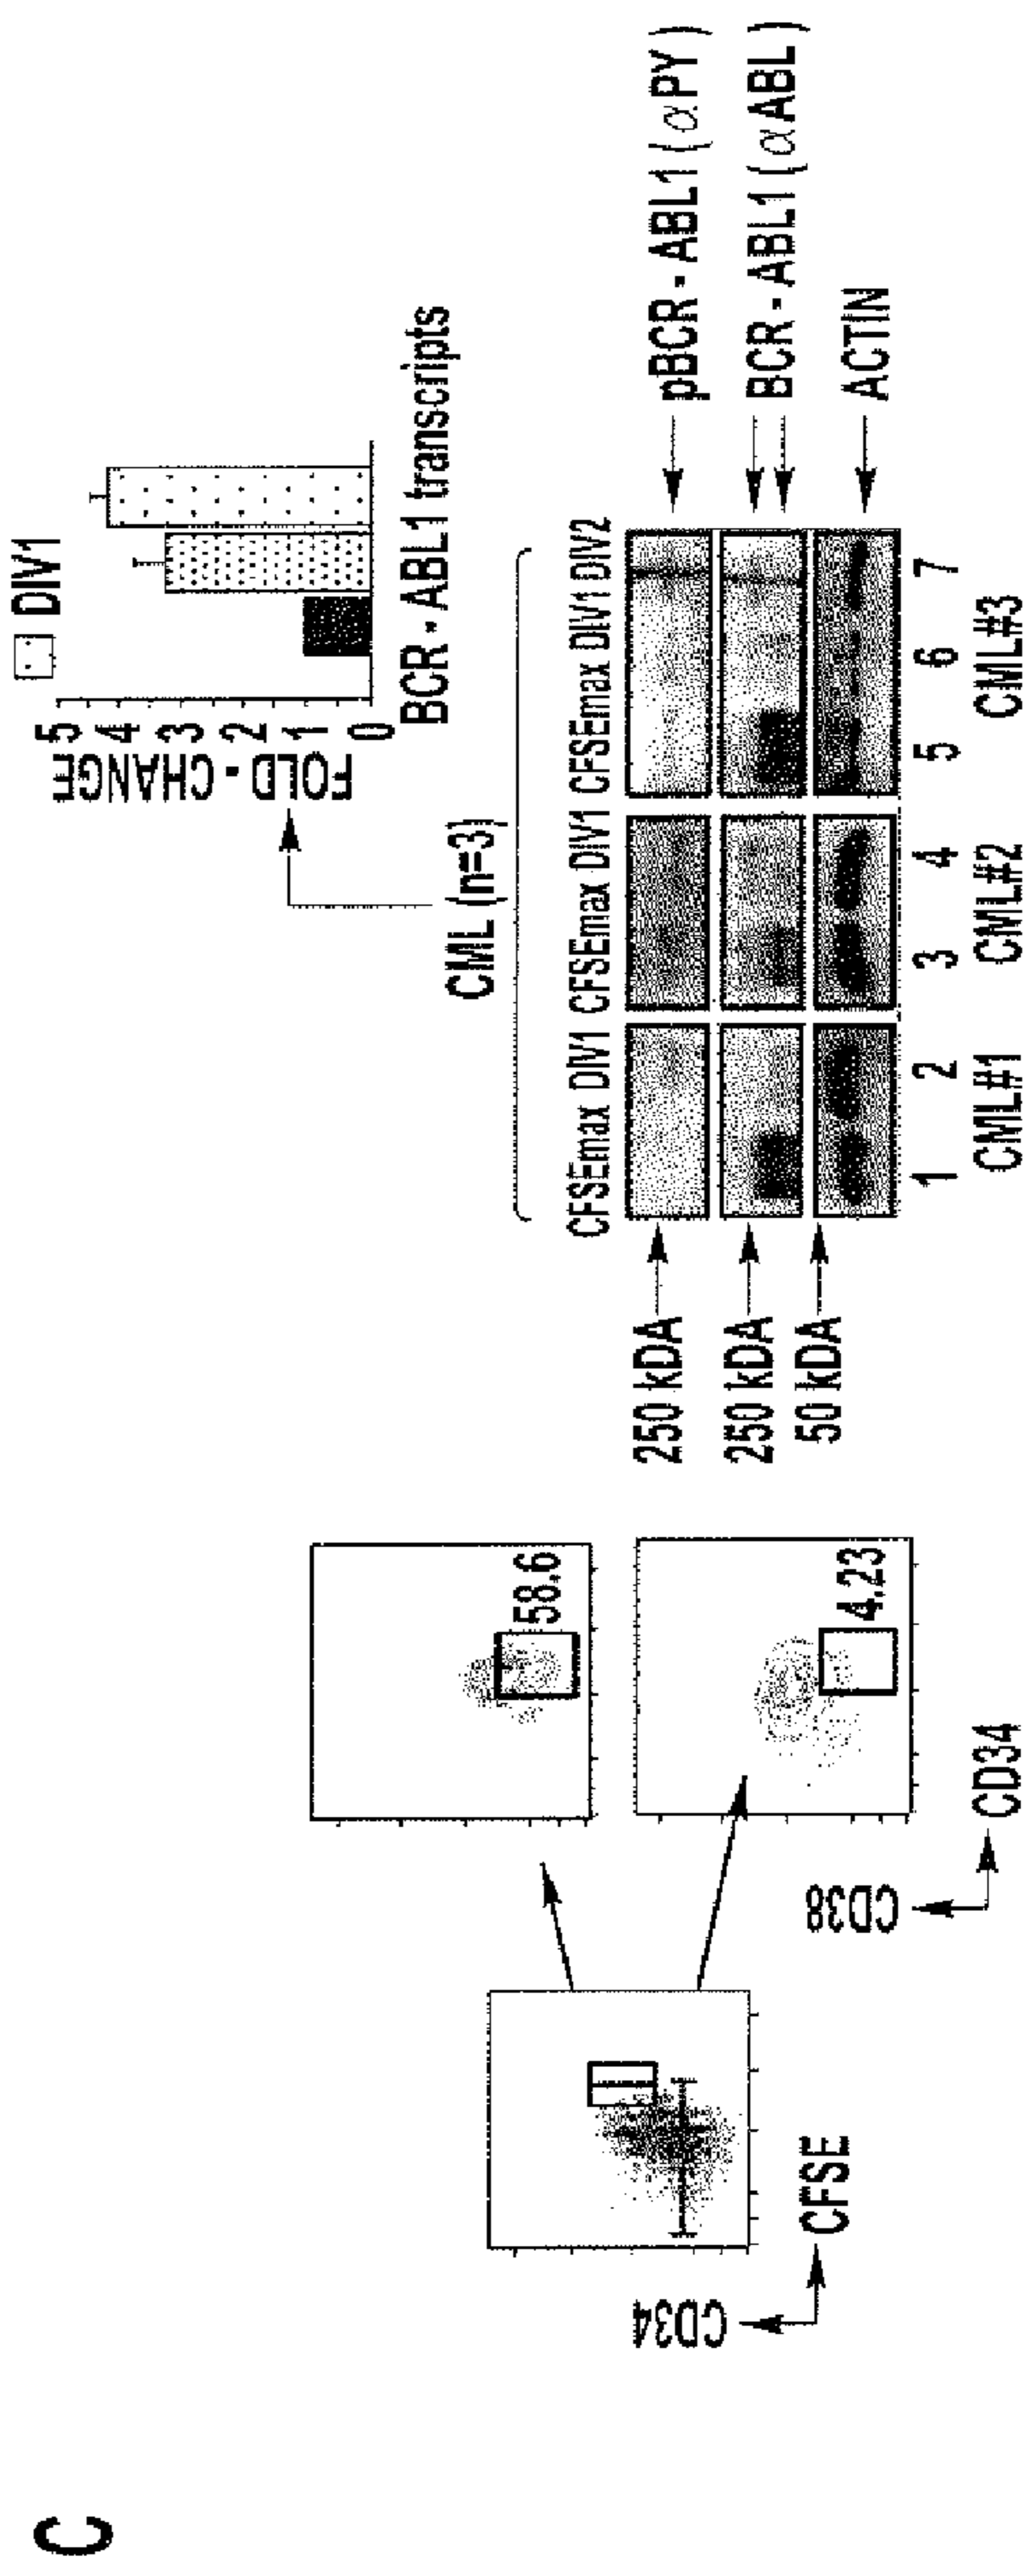 C
DIV1
5
4
3
2
1
0
FOLD-CHANGE
BCR-ABL1 transcripts
CML (n=3)
CFSEmax DIV1 CFSEmax DIV1 CFSEmax DIV1 DIV2
250 kDA
pBCR-ABL1 (αPY)
250 kDA
BCR-ABL1 (αABL)
50 kDA
ACTIN
1 2 3 4 5 6 7
CML#1 CML#2 CML#3
58.6
4.23
CD34
CFSE
CD38
CD34